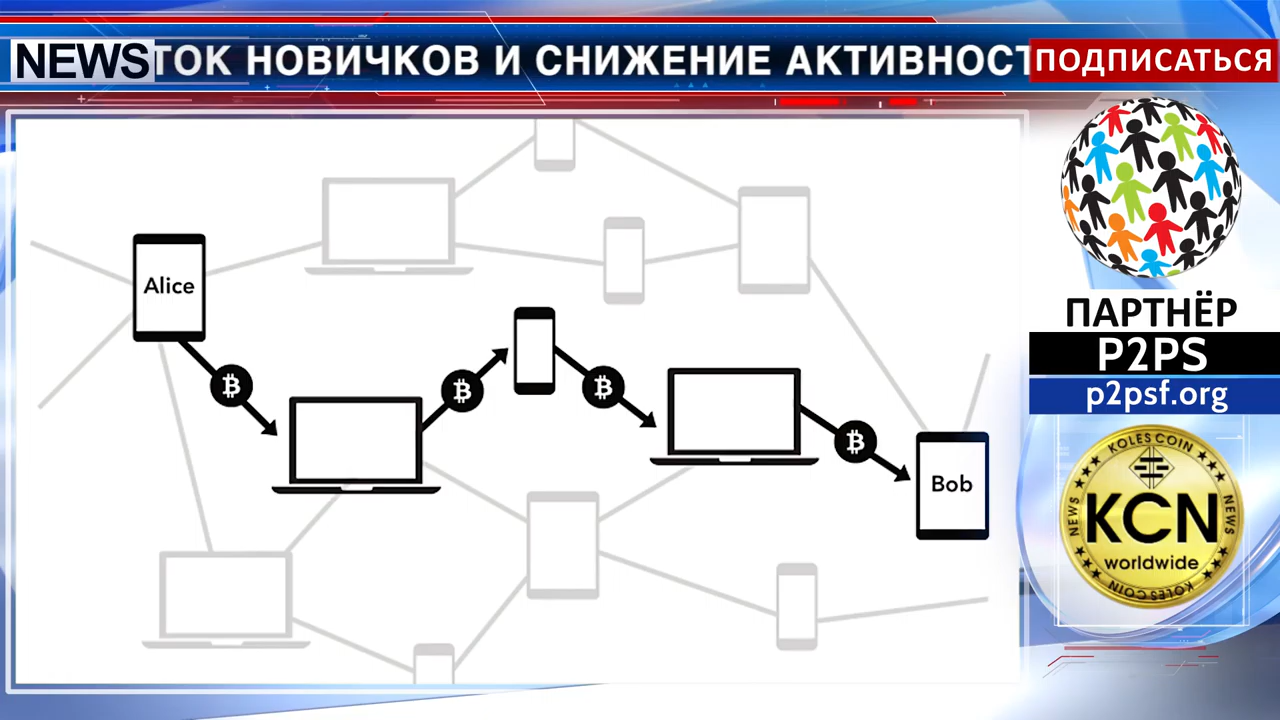 NEWS
ТОК НОВИЧКОВ И СНИЖЕНИЕ АКТИВНОСТ
ПОДПИСАТЬСЯ
Alice
Bob
ПАРТНЁР
P2PS
p2psf.org
KOLES COIN
NEWS
KCN
NEWS
worldwide
KOLES COIN